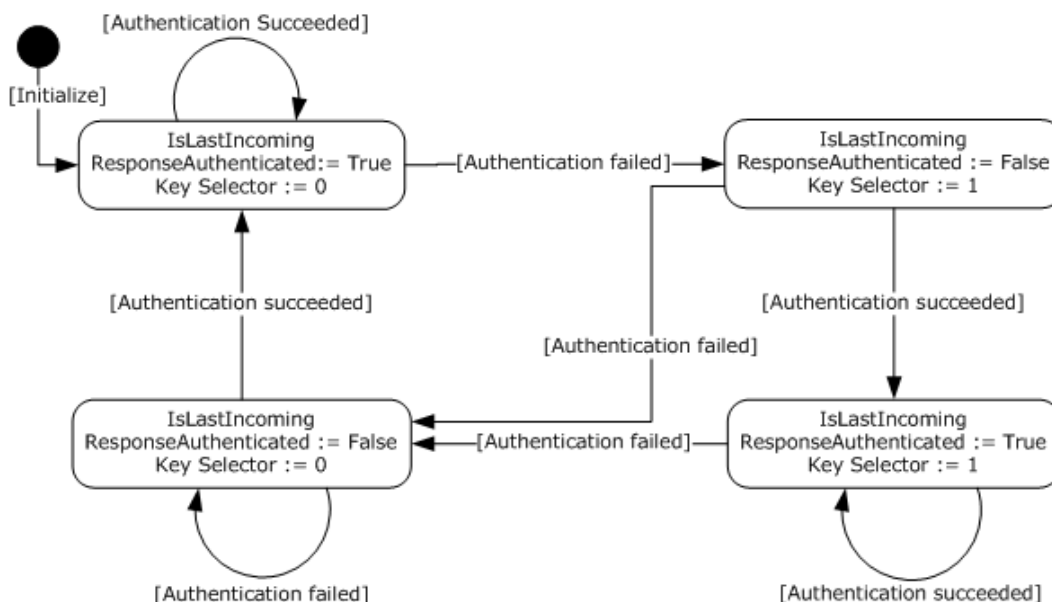 [Authentication Succeeded]
[Initialize]
IsLastIncoming
ResponseAuthenticated:= True
Key Selector := 0
[Authentication failed]
IsLastIncoming
ResponseAuthenticated := False
Key Selector := 1
[Authentication succeeded]
[Authentication succeeded]
[Authentication failed]
IsLastIncoming
ResponseAuthenticated := False
Key Selector := 0
[Authentication failed]
IsLastIncoming
ResponseAuthenticated := True
Key Selector := 1
[Authentication failed]
[Authentication succeeded]